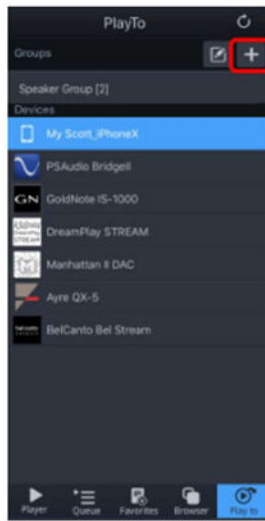 PlayTo
Groups
Speaker Group [2]
Devices
My Scott_iPhoneX
PSAudio BridgeII
GN GoldNote IS-1000
DreamPlay STREAM
Manhattan II DAC
Ayre QX-5
BelCanto Bel Stream
Player Queue Favorites Browser Play to